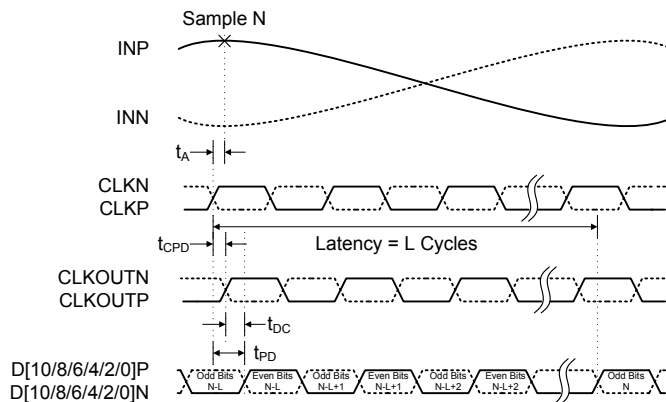 Sample N
INP
INN
tA
CLKN
CLKP
tCPD
Latency = L Cycles
CLKOUTN
CLKOUTP
tDC
tPD
D[10/8/6/4/2/0]P
D[10/8/6/4/2/0]N
Odd Bits
N-L
Even Bits
N-L
Odd Bits
N-L+1
Even Bits
N-L+1
Odd Bits
N-L+2
Even Bits
N-L+2
Odd Bits
N